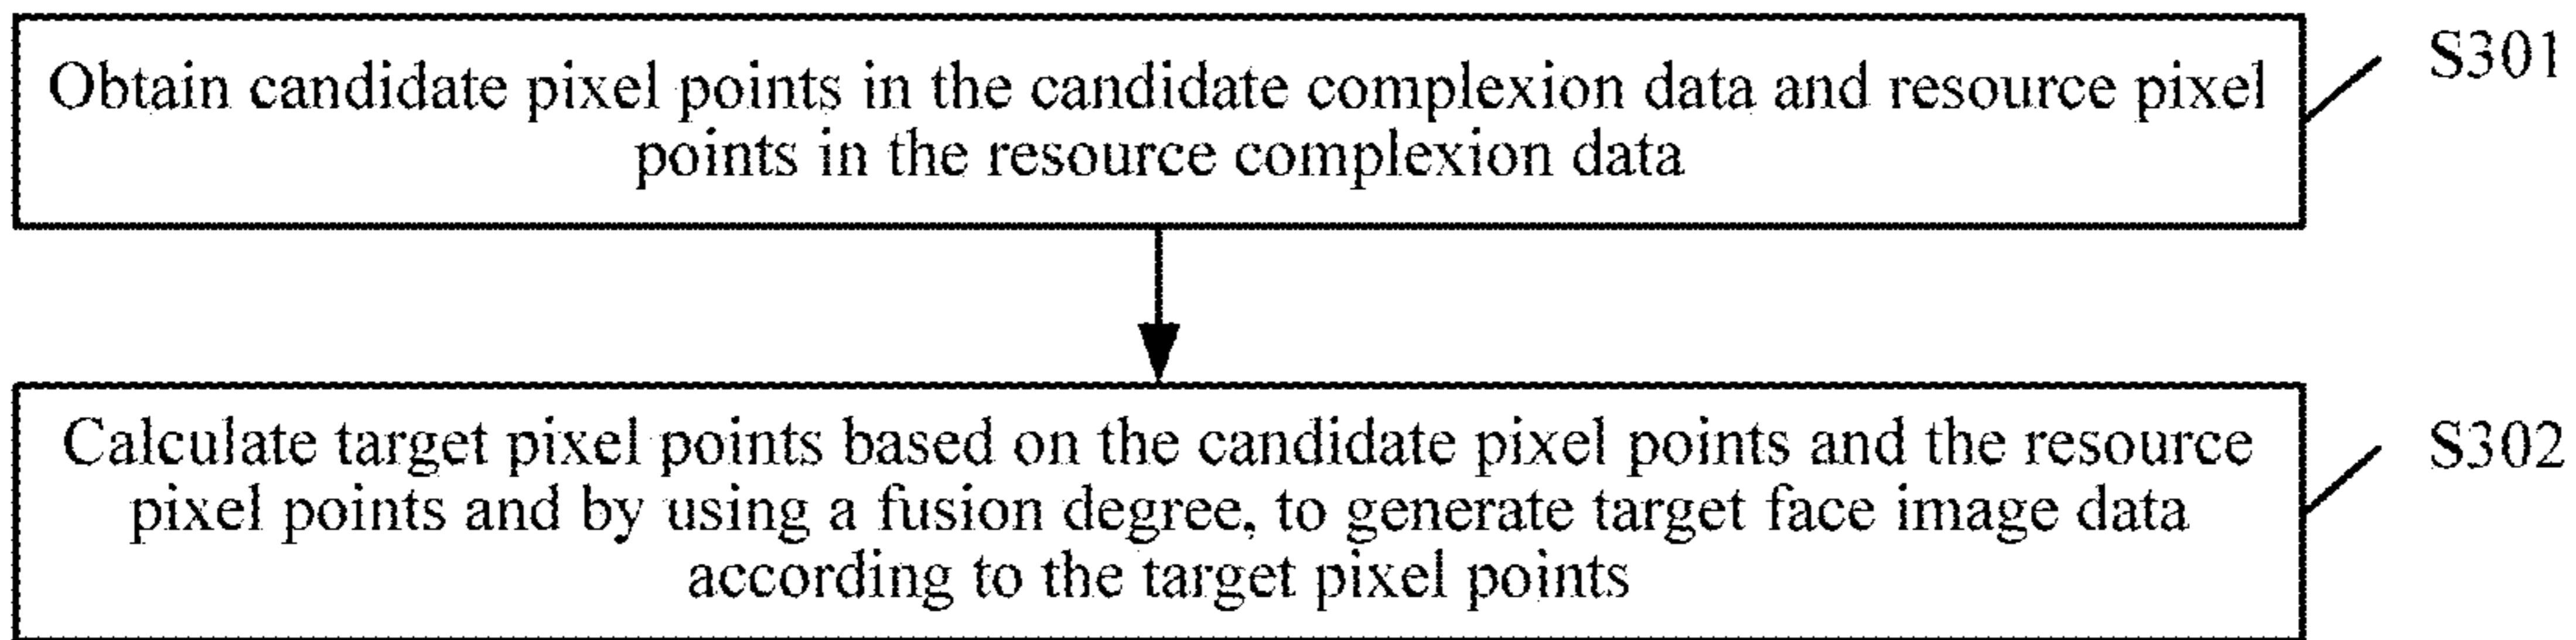 Obtain candidate pixel points in the candidate complexion data and resource pixel
points in the resource complexion data
S301
Calculate target pixel points based on the candidate pixel points and the resource
pixel points and by using a fusion degree, to generate target face image data
according to the target pixel points
S302